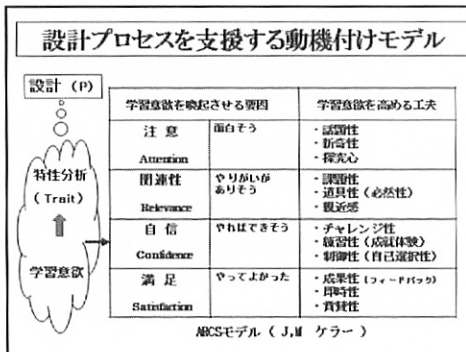 設計プロセスを支援する動機付けモデル
設計 (P)
特性分析
(Trait)
学習意欲
学習意欲を喚起させる要因
学習意欲を高める工夫
注意
Attention
面白そう
・話題性
・新奇性
・探究心
関連性
Relevance
やりがいが
ありそう
・課題性
・道具性 (必然性)
・親近感
自信
Confidence
やればできそう
・チャレンジ性
・練習性 (成就体験)
・制御性 (自己選択性)
満足
Satisfaction
やってよかった
・成果性 (フィードバック)
・即時性
・賞賛性
ARCSモデル ( J,M ケラー )